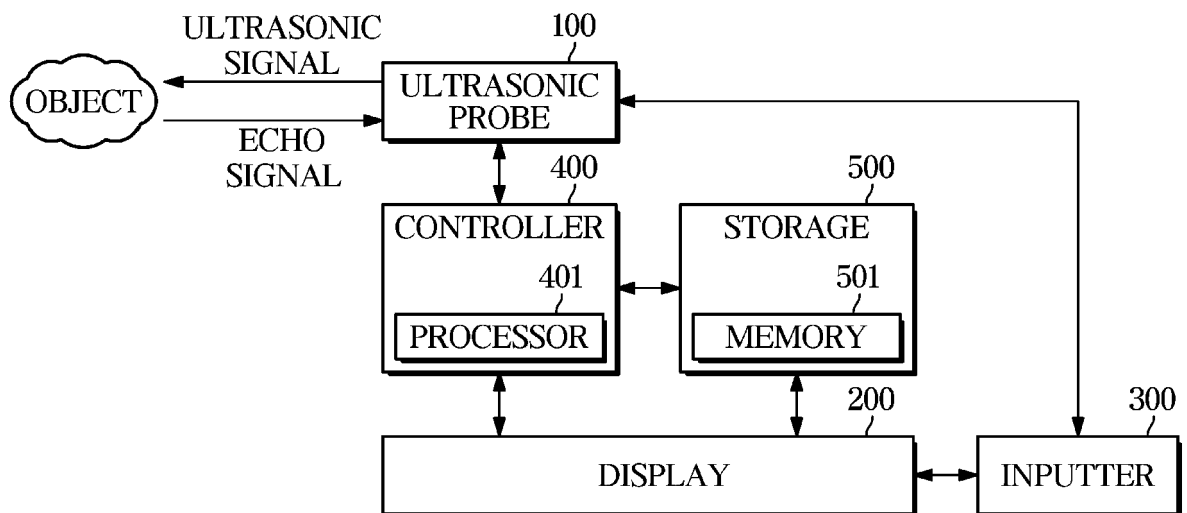 ULTRASONIC
SIGNAL
100
OBJECT
ULTRASONIC
PROBE
ECHO
SIGNAL
400
500
CONTROLLER
STORAGE
401
501
PROCESSOR
MEMORY
200
300
DISPLAY
INPUTTER